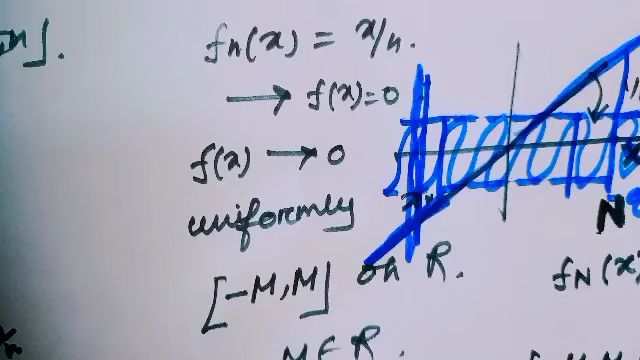 fn(x) = x/n.
→ f(x)=0
f(x) → 0
uniformly
N
[-M,M] on R.
fN(x)
M ∈ R.